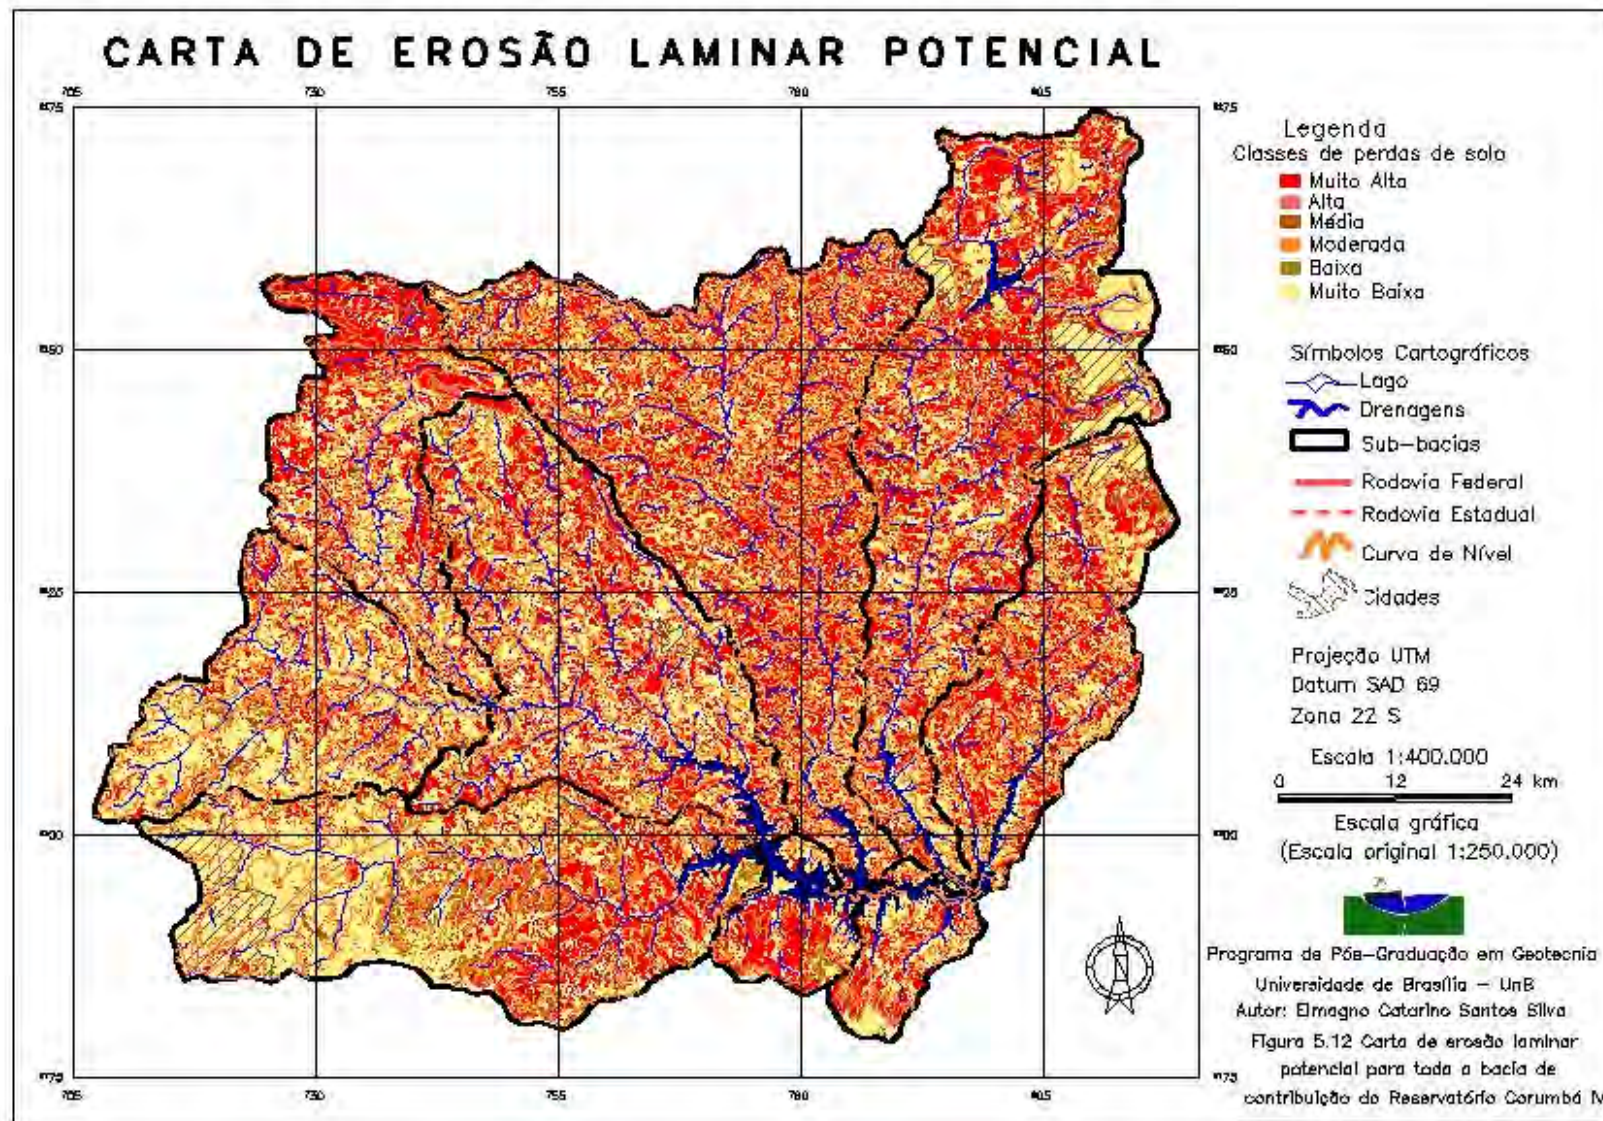 CARTA DE EROSÃO LAMINAR POTENCIAL
705 730 755 780 805
Legenda
Classes de perdas de solo
Muito Alta
Alta
Média
Moderada
Baixa
Muito Baixa
Símbolos Cartográficos
Lago
Drenagens
Sub-bacias
Rodovia Federal
Rodovia Estadual
Curva de Nível
Cidades
Projeção UTM
Datum SAD 69
Zona 22 S
Escala 1:400.000
0 12 24 km
Escala gráfica
(Escala original 1:250.000)
Programa de Pós-Graduação em Geotecnia
Universidade de Brasília - UnB
Autor: Elmagno Catarino Santos Silva
Figura 5.12 Carta de erosão laminar
potencial para toda a bacia de
contribuição do Reservatório Corumbá IV
705 730 755 780 805